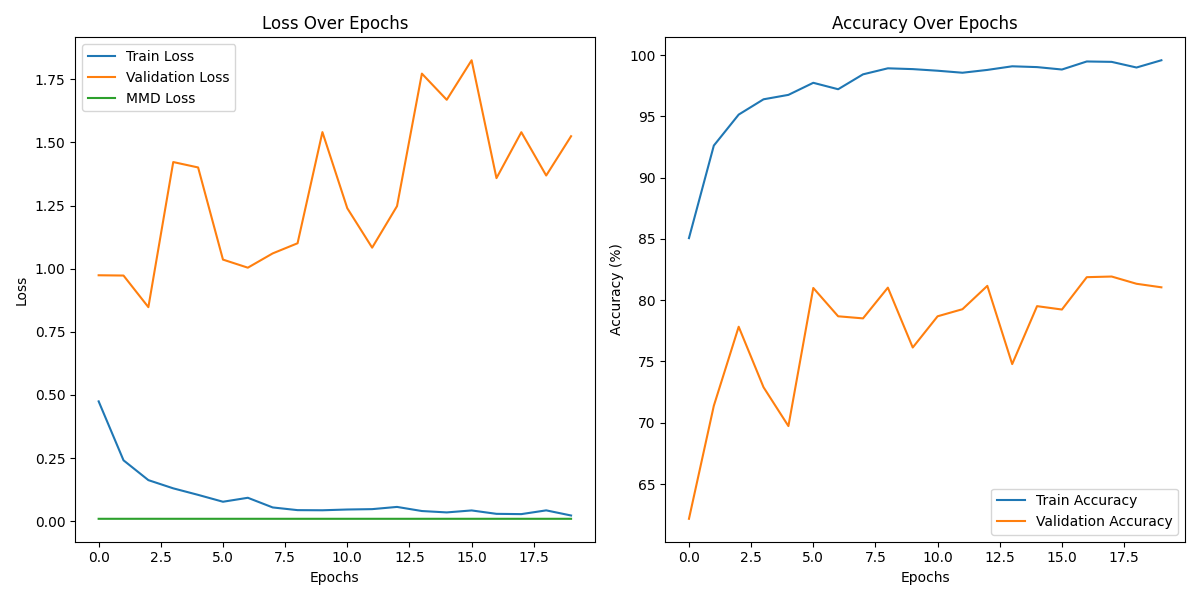 Loss Over Epochs
Train Loss
Validation Loss
MMD Loss
1.75
1.50
1.25
1.00
0.75
0.50
0.25
0.00
Loss
0.0 2.5 5.0 7.5 10.0 12.5 15.0 17.5
Epochs
Accuracy Over Epochs
100
95
90
85
80
75
70
65
Accuracy (%)
Train Accuracy
Validation Accuracy
0.0 2.5 5.0 7.5 10.0 12.5 15.0 17.5
Epochs